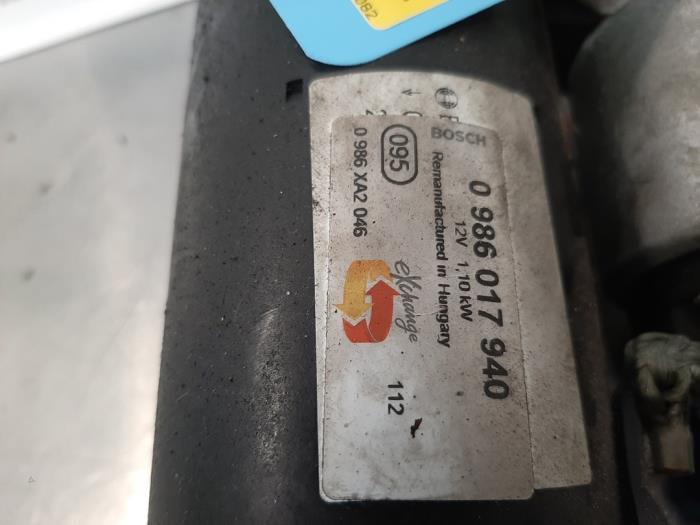 BOSCH
0 986 017 940
12V 1,10 kW
Remanufactured in Hungary
eXchange
112
095
0 986 XA2 046
082